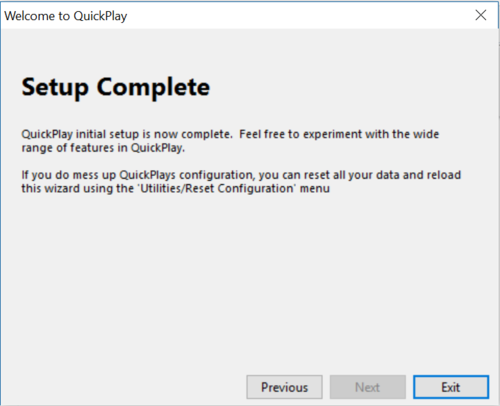 Welcome to QuickPlay
Setup Complete
QuickPlay initial setup is now complete.  Feel free to experiment with the wide
range of features in QuickPlay.
If you do mess up QuickPlays configuration, you can reset all your data and reload
this wizard using the 'Utilities/Reset Configuration' menu
Previous
Next
Exit